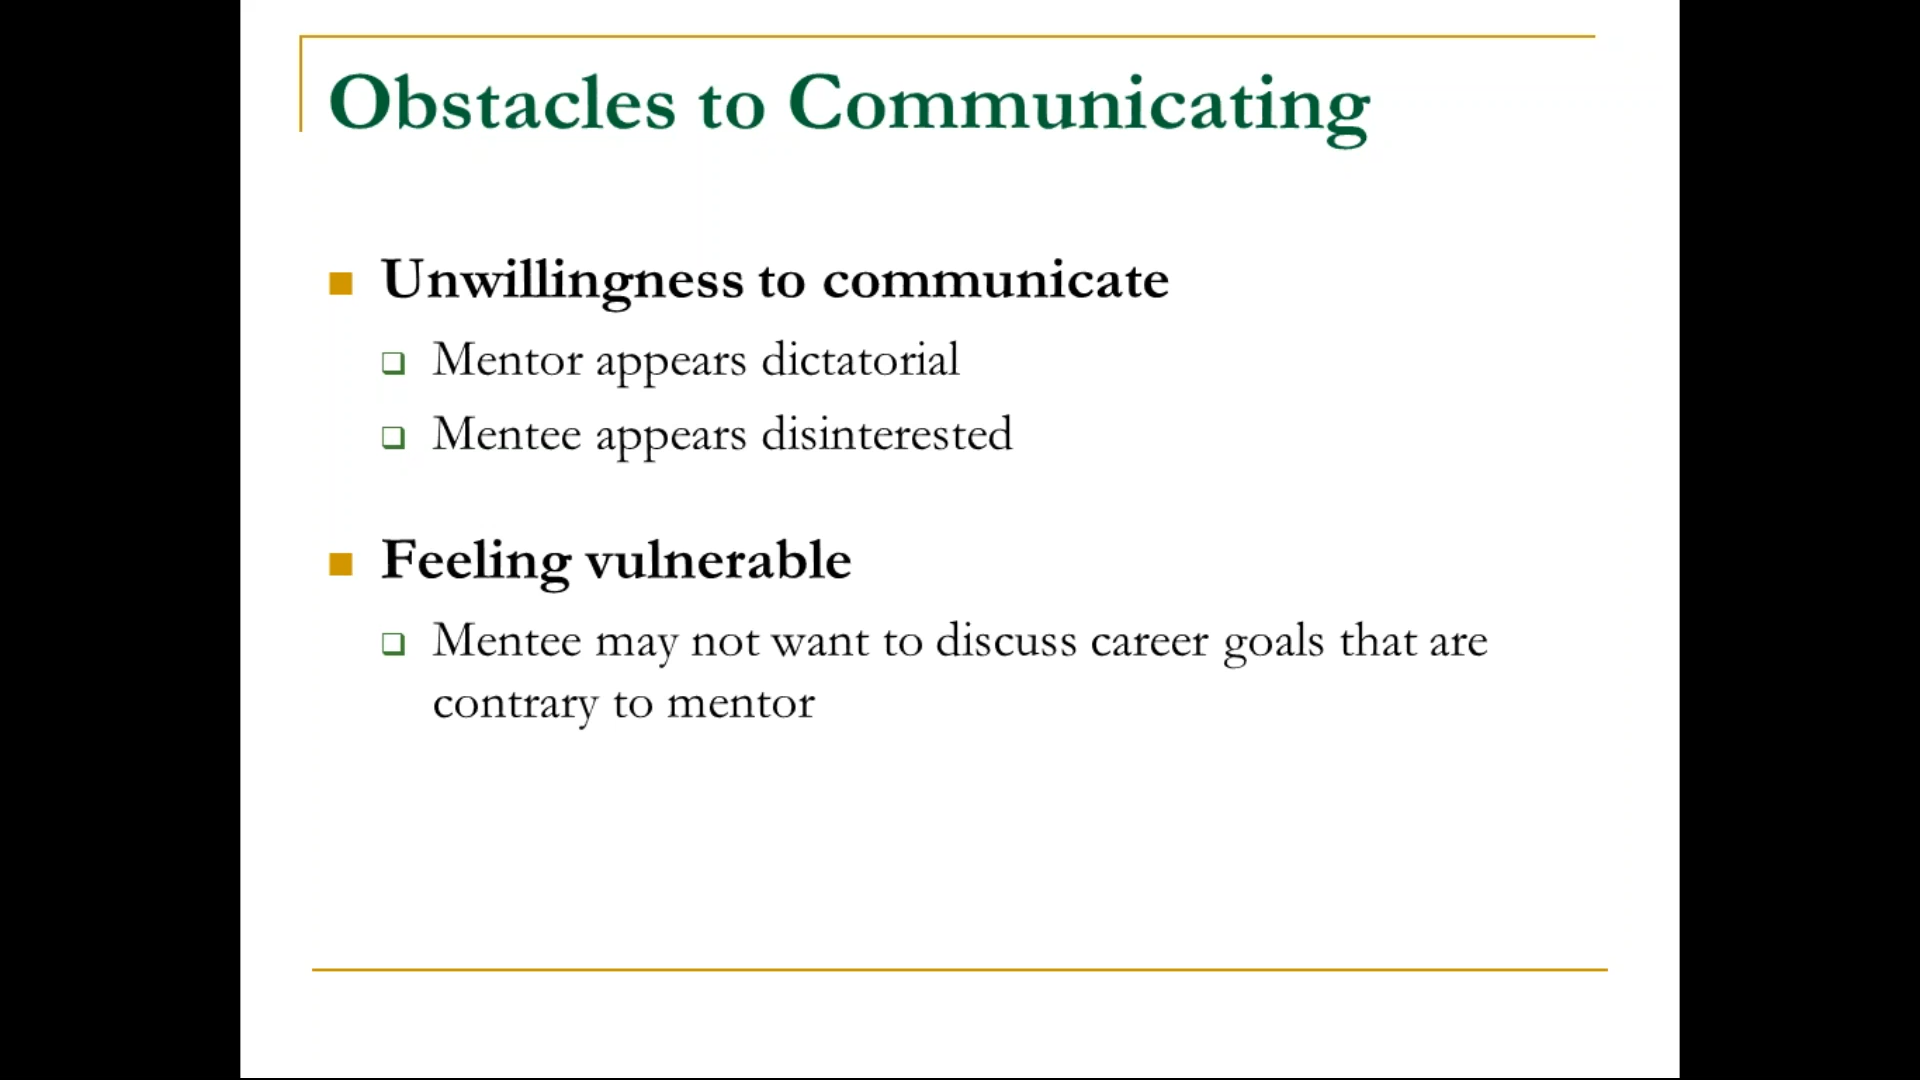 Obstacles to Communicating
Unwillingness to communicate
Mentor appears dictatorial
Mentee appears disinterested
Feeling vulnerable
Mentee may not want to discuss career goals that are
contrary to mentor